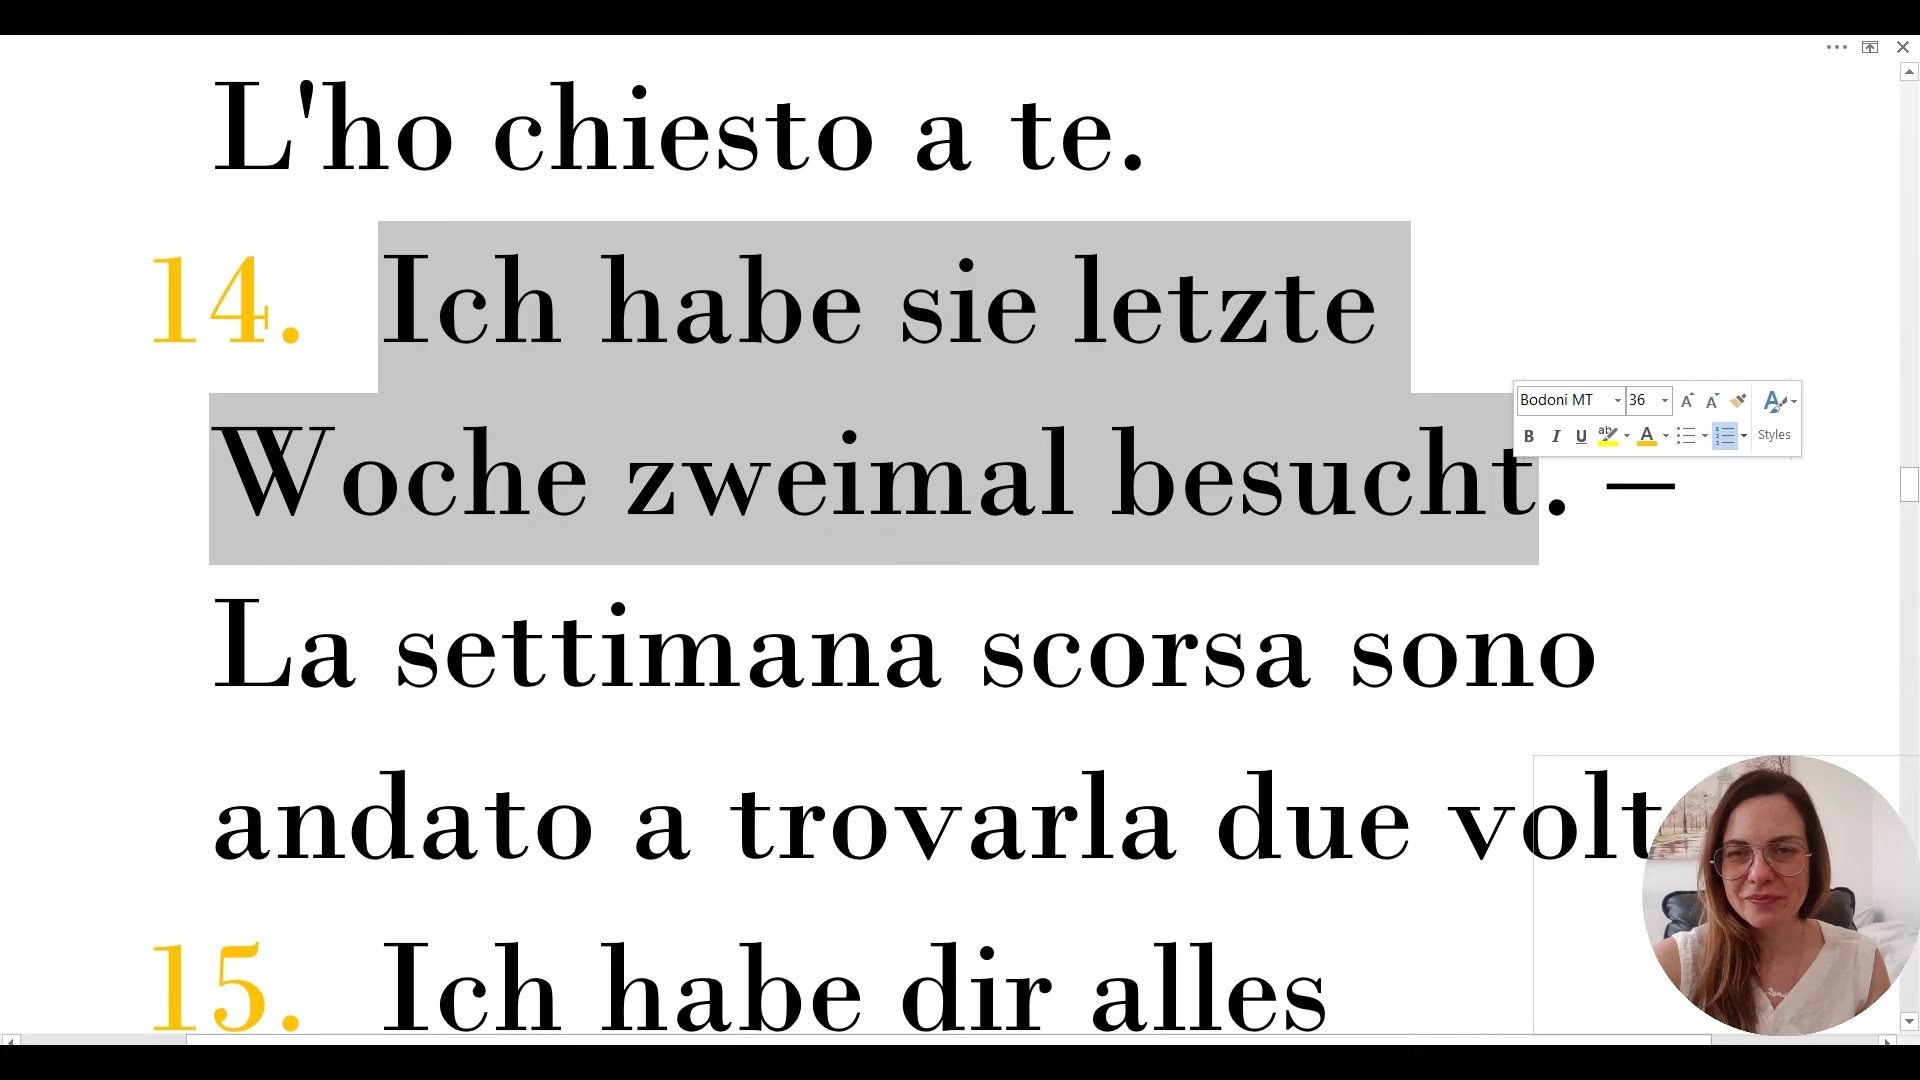 L'ho chiesto a te.
14. Ich habe sie letzte
Woche zweimal besucht. –
La settimana scorsa sono
andato a trovarla due volt
15. Ich habe dir alles
Bodoni MT 36
B I U Styles